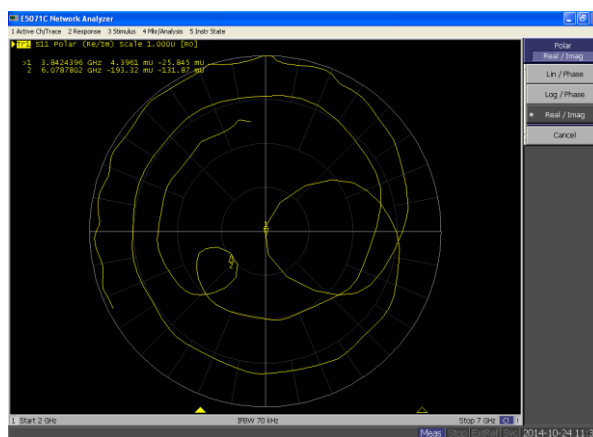 E5071C Network Analyzer
1 Active Ch/Trace 2 Response 3 Stimulus 4 Mkr/Analysis 5 Instr State
Tr1 S11 Polar (Re/Im) Scale 1.000U [RO]
>1 3.8424396 GHz 4.3961 mU -25.845 mU
2 6.0787802 GHz -193.32 mU -131.87 mU
Polar
Real / Imag
Lin / Phase
Log / Phase
Real / Imag
Cancel
1 Start 2 GHz IFBW 70 kHz Stop 7 GHz
Meas Stop ExtRef Svc 2014-10-24 11:3